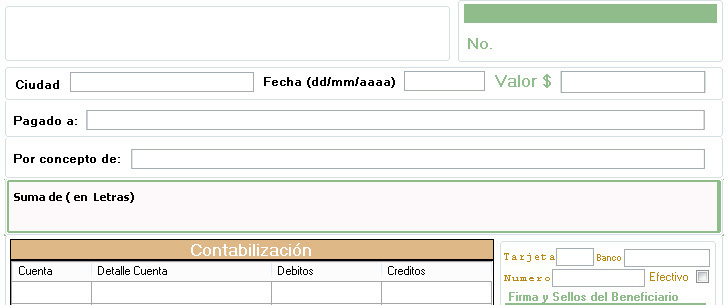 No.
Ciudad Fecha (dd/mm/aaaa) Valor $
Pagado a:
Por concepto de:
Suma de ( en Letras)
Contabilización
Cuenta Detalle Cuenta Debitos Creditos
Tarjeta Banco
Numero Efectivo
Firma y Sellos del Beneficiario